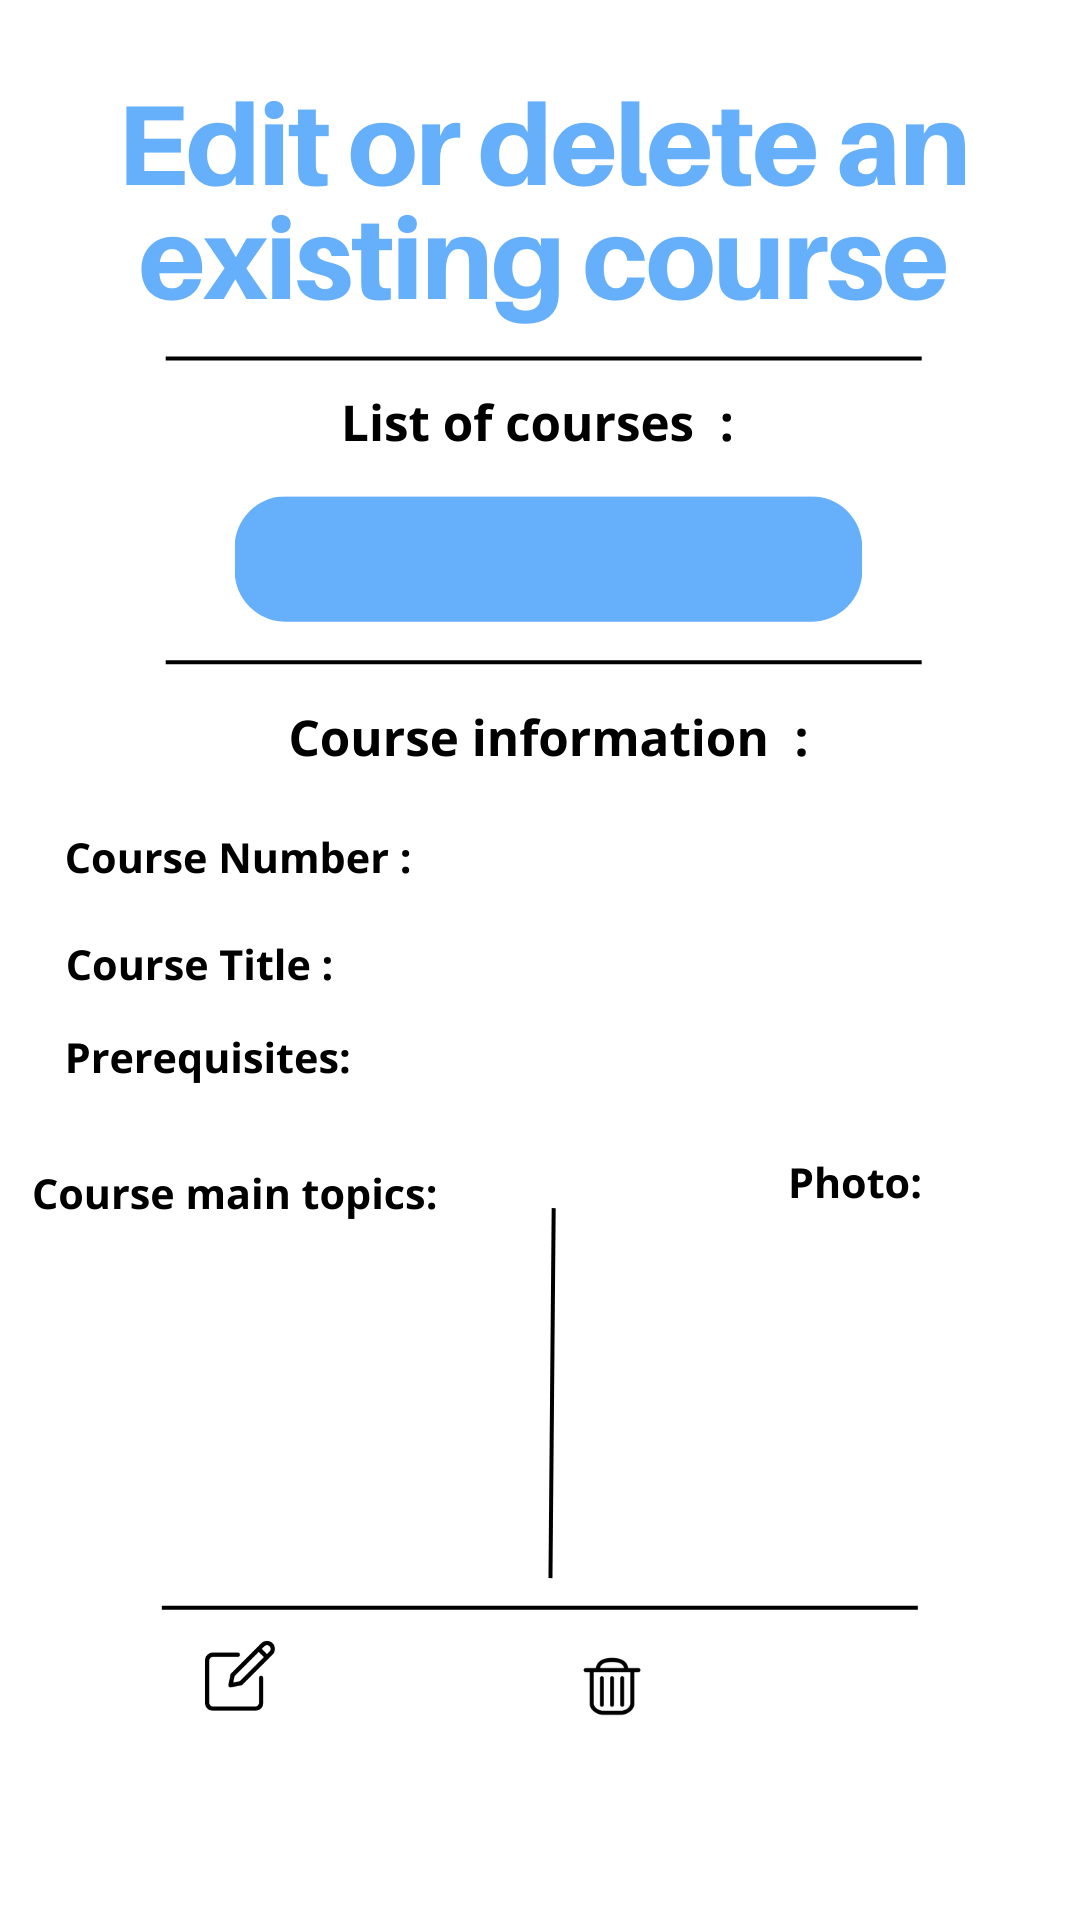 Edit or delete an
existing course
List of courses  :
Course information  :
Course Number :
Course Title :
Prerequisites:
Course main topics:
Photo: